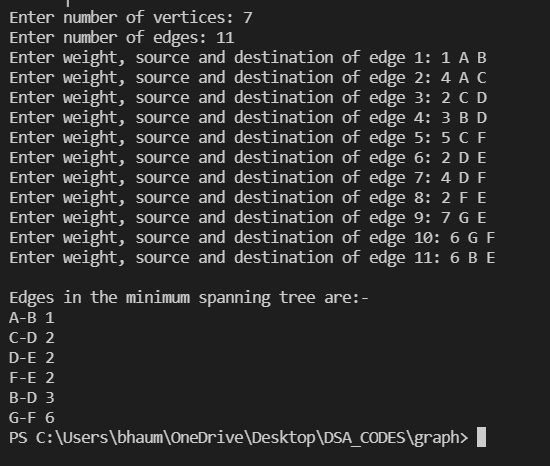 Enter number of vertices: 7
Enter number of edges: 11
Enter weight, source and destination of edge 1: 1 A B
Enter weight, source and destination of edge 2: 4 A C
Enter weight, source and destination of edge 3: 2 C D
Enter weight, source and destination of edge 4: 3 B D
Enter weight, source and destination of edge 5: 5 C F
Enter weight, source and destination of edge 6: 2 D E
Enter weight, source and destination of edge 7: 4 D F
Enter weight, source and destination of edge 8: 2 F E
Enter weight, source and destination of edge 9: 7 G E
Enter weight, source and destination of edge 10: 6 G F
Enter weight, source and destination of edge 11: 6 B E
Edges in the minimum spanning tree are:-
A-B 1
C-D 2
D-E 2
F-E 2
B-D 3
G-F 6
PS C:\Users\bhaum\OneDrive\Desktop\DSA_CODES\graph>